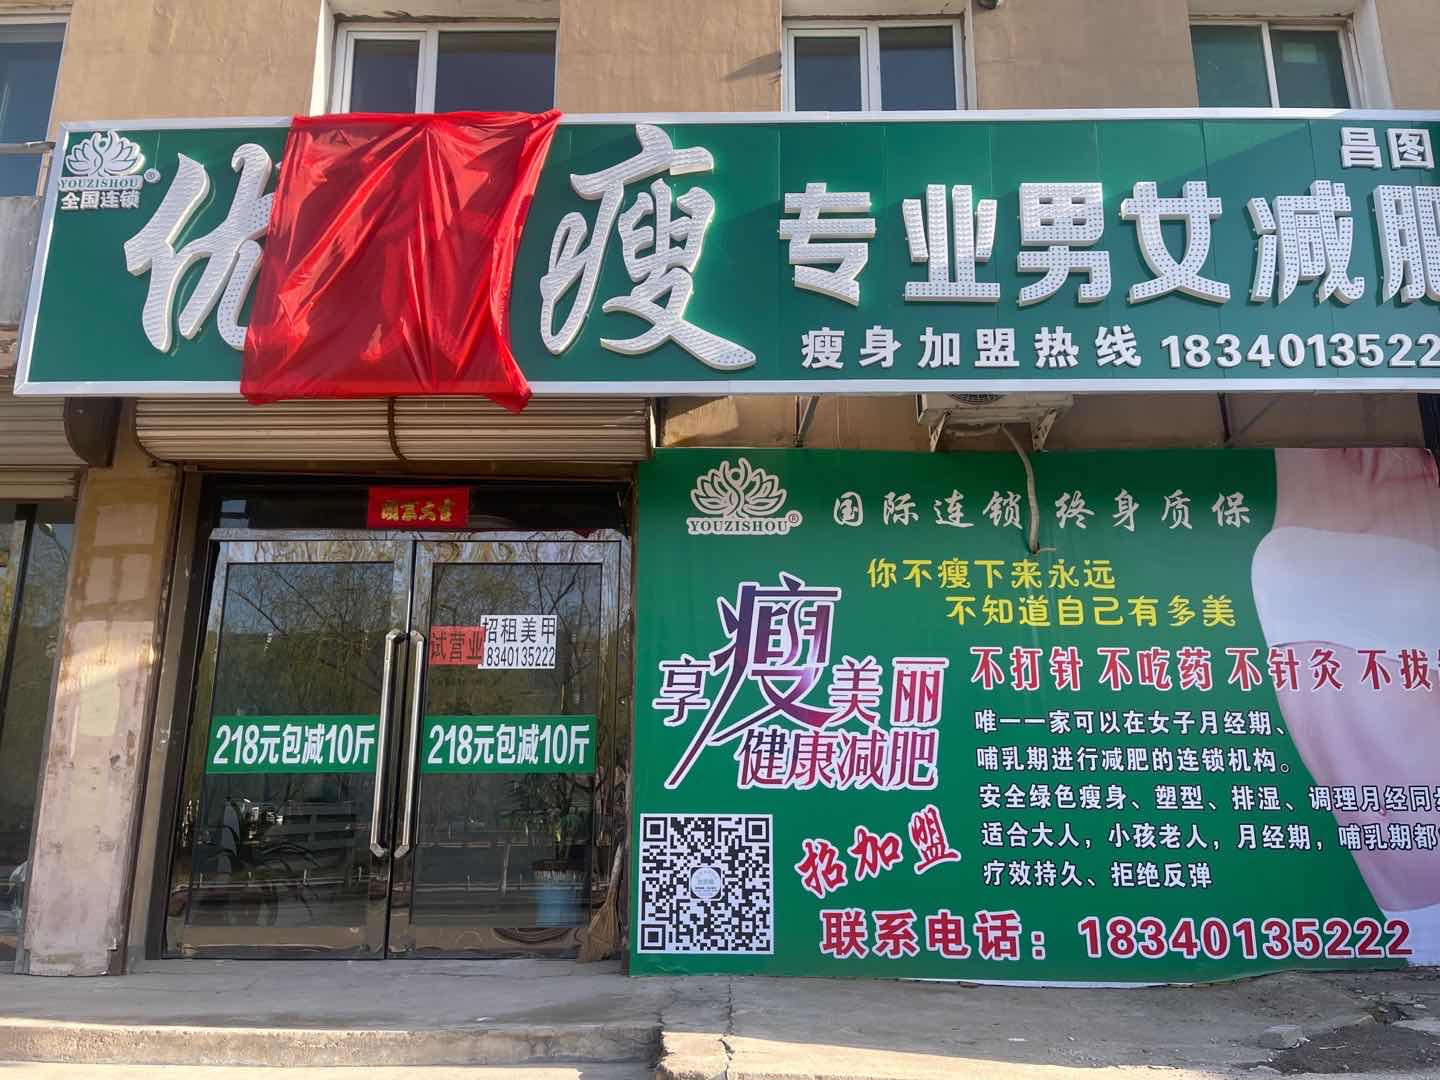 YOUZISHOU®
全国连锁
优 瘦 专业男女减肥
昌图
瘦身加盟热线 18340135222
开業大吉
招租美甲
试营业
18340135222
218元包减10斤
218元包减10斤
YOUZISHOU®
国际连锁 终身质保
你不瘦下来永远
不知道自己有多美
享瘦美丽
健康减肥
不打针 不吃药 不针灸 不拔
唯一一家可以在女子月经期、
哺乳期进行减肥的连锁机构。
安全绿色瘦身、塑型、排湿、调理月经同
适合大人，小孩老人，月经期，哺乳期都
疗效持久、拒绝反弹
招加盟
联系电话：18340135222